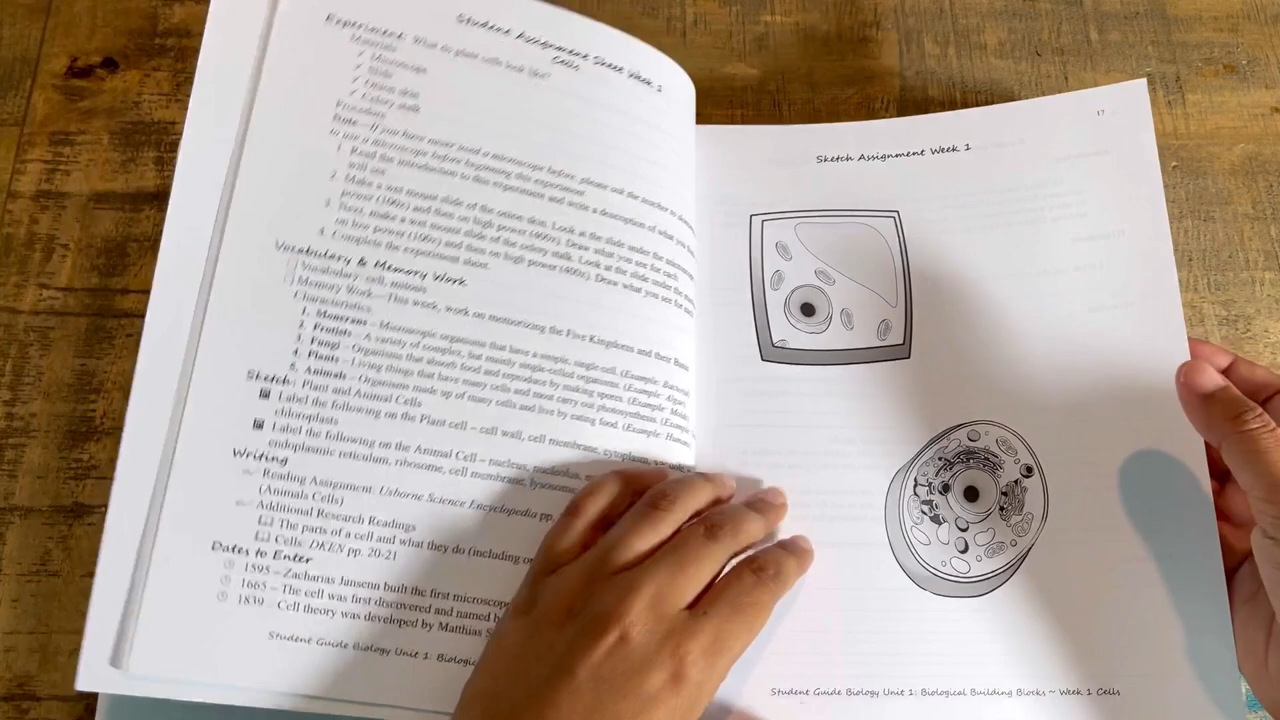 Student Assignment Sheet Week 1
Cells
Experiment: What do plant cells look like?
Materials
✓ Microscope
✓ Slide
✓ Onion skin
✓ Celery stalk
Procedure
Note – If you have never used a microscope before, please ask the teacher to
to use a microscope before beginning this experiment
1. Read the introduction to this experiment and write a description of what you
will see
2. Make a wet mount slide of the onion skin. Look at the slide under the microscope
power (100x) and then on high power (400x). Draw what you see for each
3. Next, make a wet mount slide of the celery stalk. Look at the slide under the
on low power (100x) and then on high power (400x). Draw what you see for each.
4. Complete the experiment sheet.
Vocabulary & Memory Work
Vocabulary: cell, mitosis
Memory Work—This week, work on memorizing the Five Kingdoms and their Basic
Characteristics.
1. Monerans – Microscopic organisms that have a simple, single cell. (Example: Bacteria)
2. Protists – A variety of complex, but mainly single-celled organisms. (Example: Algae)
3. Fungi – Organisms that absorb food and reproduce by making spores. (Example: Molds)
4. Plants – Living things that have many cells and most carry out photosynthesis. (Example:
5. Animals – Organisms made up of many cells and live by eating food. (Example: Humans)
Sketch: Plant and Animal Cells
Label the following on the Plant cell – cell wall, cell membrane, cytoplasm,
chloroplasts
Label the following on the Animal Cell – nucleus, nucleolus,
endoplasmic reticulum, ribosome, cell membrane, lysosome
Writing
Reading Assignment: Usborne Science Encyclopedia pp.
(Animals Cells)
Additional Research Readings
The parts of a cell and what they do (including
Cells: DKEN pp. 20-21
Dates to Enter
1595 – Zacharias Jansenn built the first microscope
1665 – The cell was first discovered and named
1839 – Cell theory was developed by Matthias
Student Guide Biology Unit 1:
17
Sketch Assignment Week 1
Student Guide Biology Unit 1: Biological Building Blocks ~ Week 1 Cells